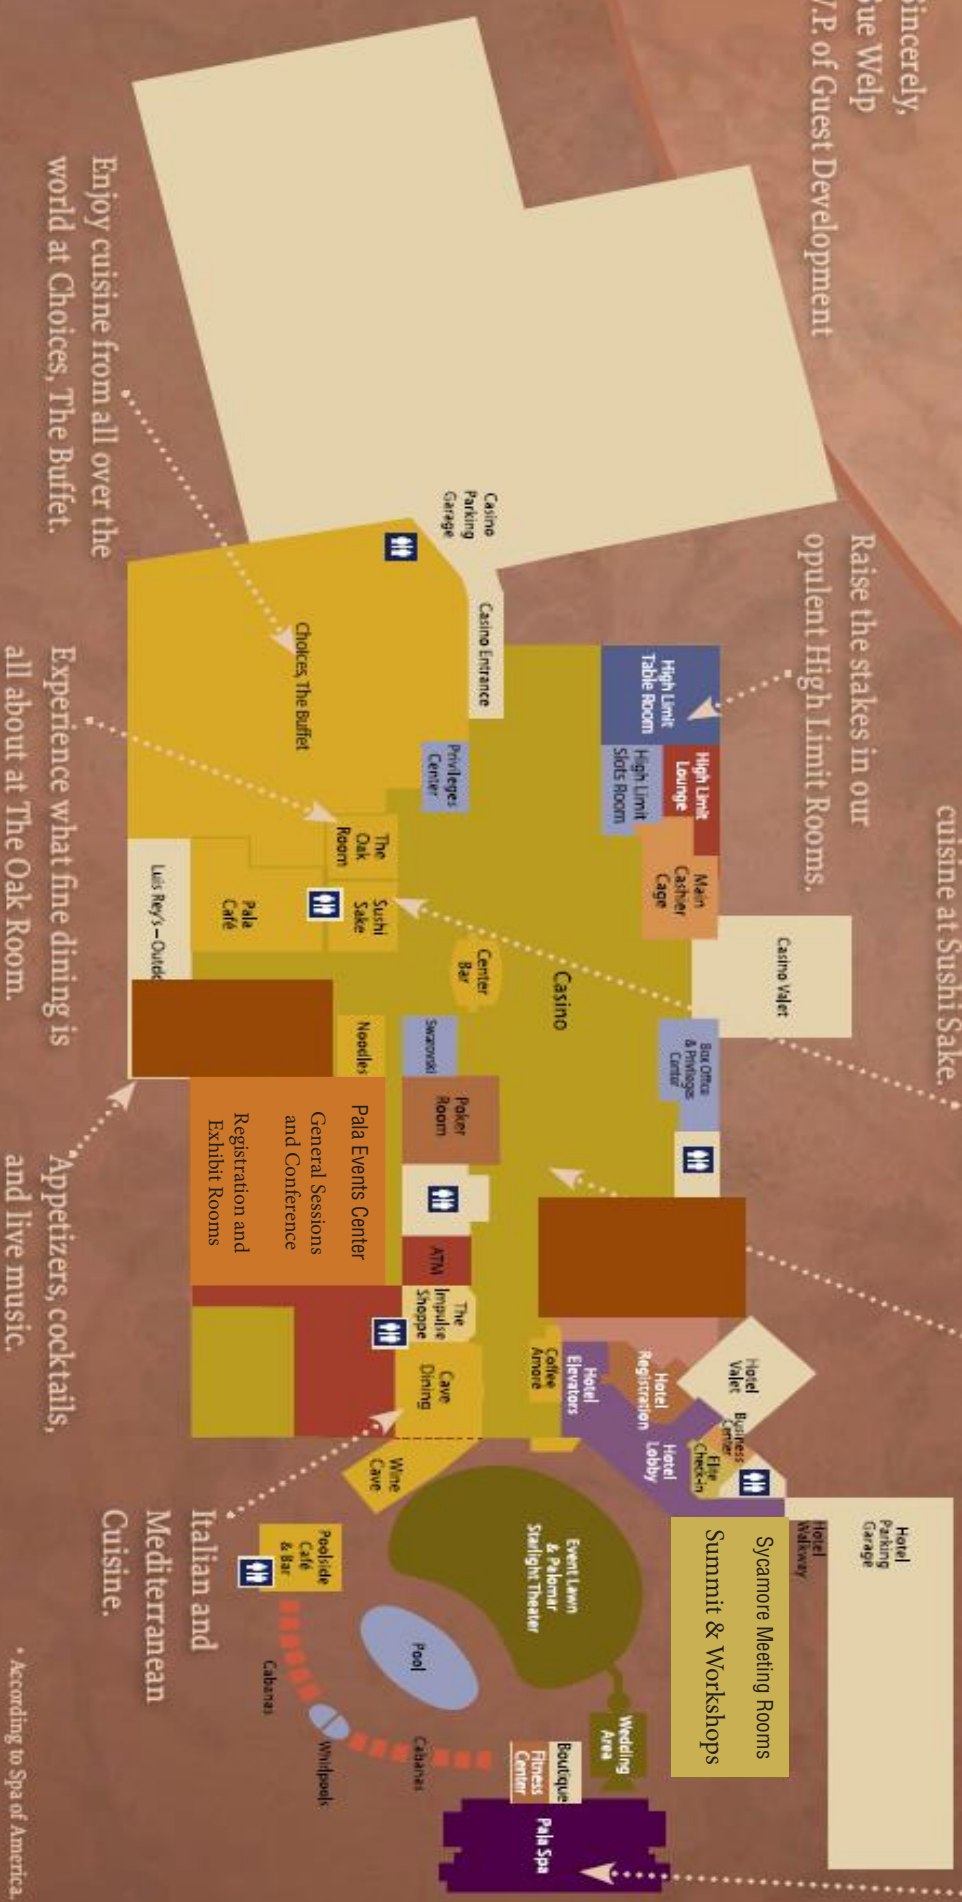 Sincerely,
Sue Welp
V.P. of Guest Development
cuisine at Sushi Sake.
Raise the stakes in our
opulent High Limit Rooms.
Enjoy cuisine from all over the
world at Choices, The Buffet.
Experience what fine dining is
all about at The Oak Room.
Appetizers, cocktails,
and live music.
Italian and
Mediterranean
Cuisine.
* According to Spa of America.
Casino
Parking
Garage
Casino Entrance
Choices, The Buffet
High Limit
Table Room
High Limit
Lounge
High Limit
Slots Room
Privileges
Center
Main
Cashier
Cage
Casino Valet
The
Oak
Room
Sushi
Sake
Pala
Café
Luis Rey's – Outdo
Center
Bar
Casino
Box Office
& Privileges
Center
Noodles
Swarovski
Poker
Room
Pala Events Center
General Sessions
and Conference
Registration and
Exhibit Rooms
ATM
The
Impulse
Shoppe
Cave
Dining
Coffee
Amore
Hotel
Elevators
Hotel
Registration
Hotel
Valet
Business
Center
Elite
Check-in
Hotel
Lobby
Wine
Cave
Hotel
Parking
Garage
Hotel
Walkway
Sycamore Meeting Rooms
Summit & Workshops
Event Lawn
& Palomar
Starlight Theater
Poolside
Café
& Bar
Pool
Cabanas
Whirlpools
Cabanas
Wedding
Area
Boutique
Fitness
Center
Pala Spa